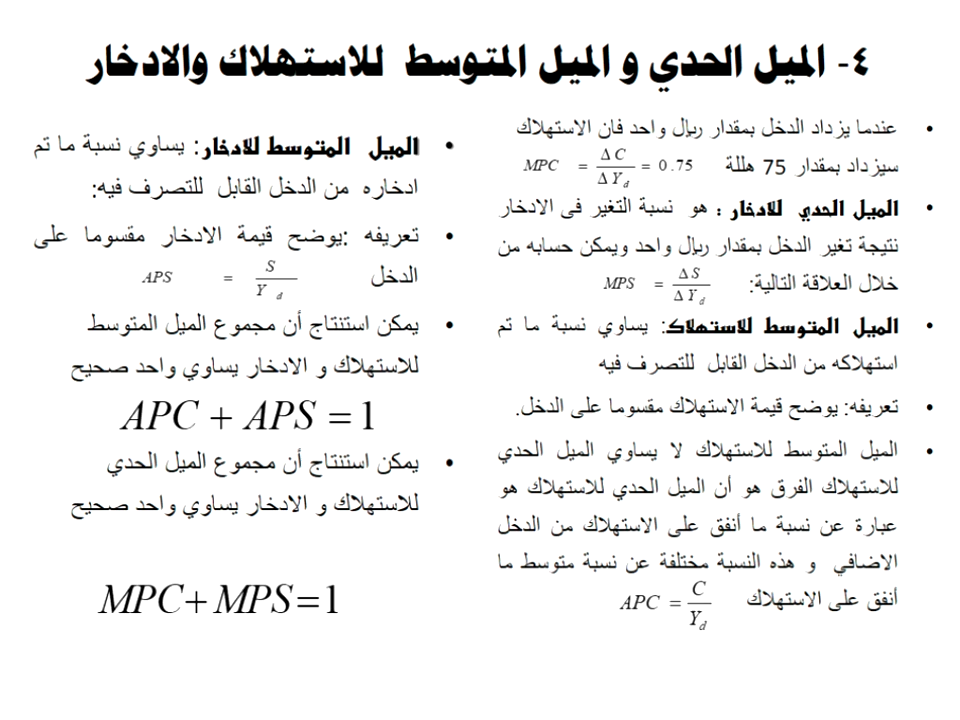 ٤- الميل الحدي و الميل المتوسط للاستهلاك والادخار
• عندما يزداد الدخل بمقدار ريال واحد فان الاستهلاك
سيزداد بمقدار 75 هللة MPC = ΔC / ΔY_d = 0.75
• الميل الحدي للادخار : هو نسبة التغير فى الادخار
نتيجة تغير الدخل بمقدار ريال واحد ويمكن حسابه من
خلال العلاقة التالية: MPS = ΔS / ΔY_d
• الميل المتوسط للاستهلاك: يساوي نسبة ما تم
استهلاكه من الدخل القابل للتصرف فيه
• تعريفه: يوضح قيمة الاستهلاك مقسوما على الدخل.
• الميل المتوسط للاستهلاك لا يساوي الميل الحدي
للاستهلاك الفرق هو أن الميل الحدي للاستهلاك هو
عبارة عن نسبة ما أنفق على الاستهلاك من الدخل
الاضافي و هذه النسبة مختلفة عن نسبة متوسط ما
أنفق على الاستهلاك APC = C / Y_d
• الميل المتوسط للادخار: يساوي نسبة ما تم
ادخاره من الدخل القابل للتصرف فيه:
• تعريفه :يوضح قيمة الادخار مقسوما على
الدخل APS = S / Y_d
• يمكن استنتاج أن مجموع الميل المتوسط
للاستهلاك و الادخار يساوي واحد صحيح
APC + APS = 1
• يمكن استنتاج أن مجموع الميل الحدي
للاستهلاك و الادخار يساوي واحد صحيح
MPC+MPS=1